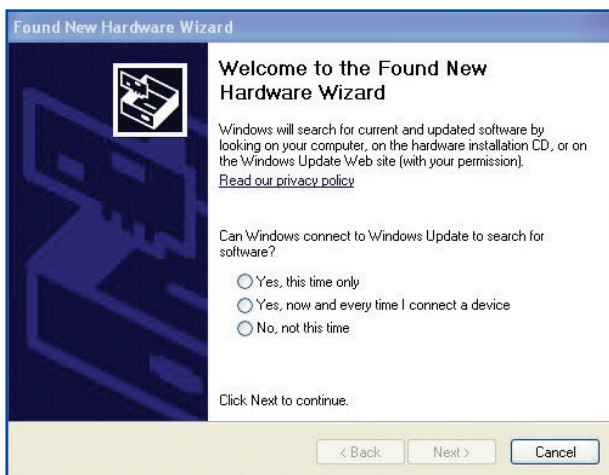 Found New Hardware Wizard
Welcome to the Found New
Hardware Wizard
Windows will search for current and updated software by
looking on your computer, on the hardware installation CD, or on
the Windows Update Web site (with your permission).
Read our privacy policy
Can Windows connect to Windows Update to search for
software?
Yes, this time only
Yes, now and every time I connect a device
No, not this time
Click Next to continue.
< Back Next > Cancel